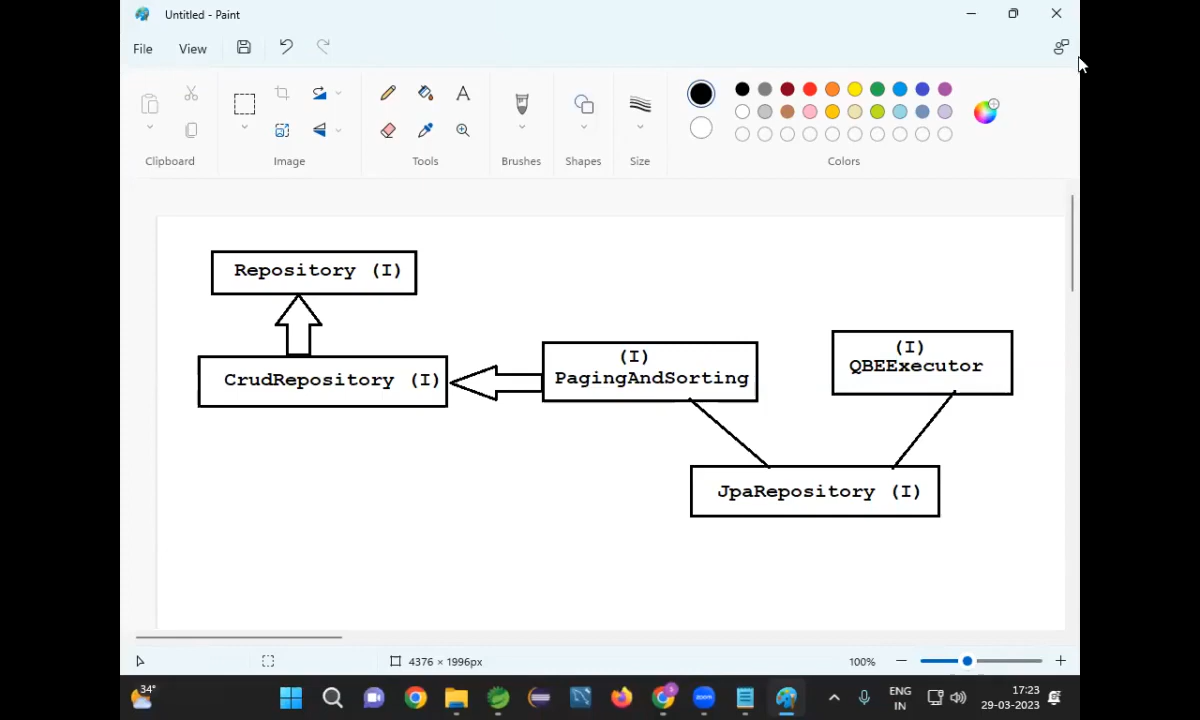 Untitled - Paint
File View
Clipboard Image Tools Brushes Shapes Size Colors
Repository (I)
CrudRepository (I)
(I)
PagingAndSorting
(I)
QBEExecutor
JpaRepository (I)
4376 × 1996px 100%
34°
zoom
ENG
IN
17:23
29-03-2023